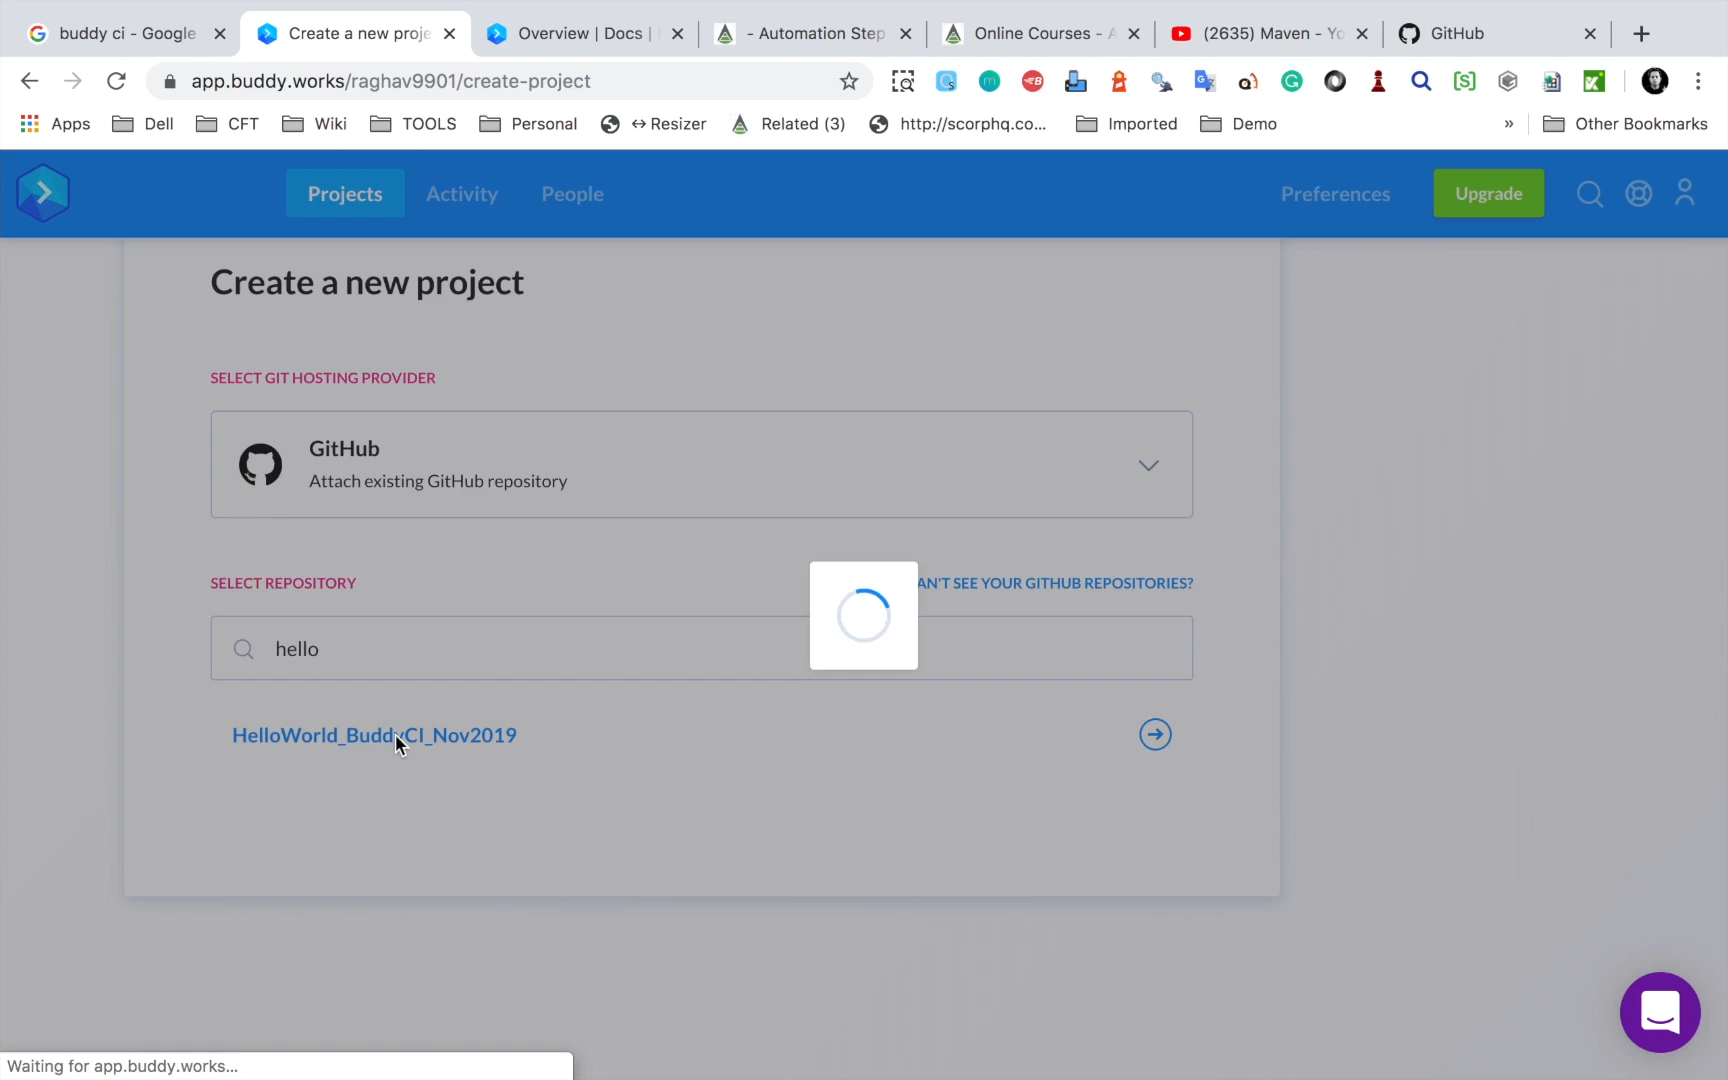 buddy ci - Google
Create a new proje
Overview | Docs |
- Automation Step
Online Courses - A
(2635) Maven - Yo
GitHub
app.buddy.works/raghav9901/create-project
Apps
Dell
CFT
Wiki
TOOLS
Personal
↔Resizer
Related (3)
http://scorphq.co...
Imported
Demo
»
Other Bookmarks
Projects
Activity
People
Preferences
Upgrade
Create a new project
SELECT GIT HOSTING PROVIDER
GitHub
Attach existing GitHub repository
SELECT REPOSITORY
AN'T SEE YOUR GITHUB REPOSITORIES?
hello
HelloWorld_BuddyCI_Nov2019
Waiting for app.buddy.works...